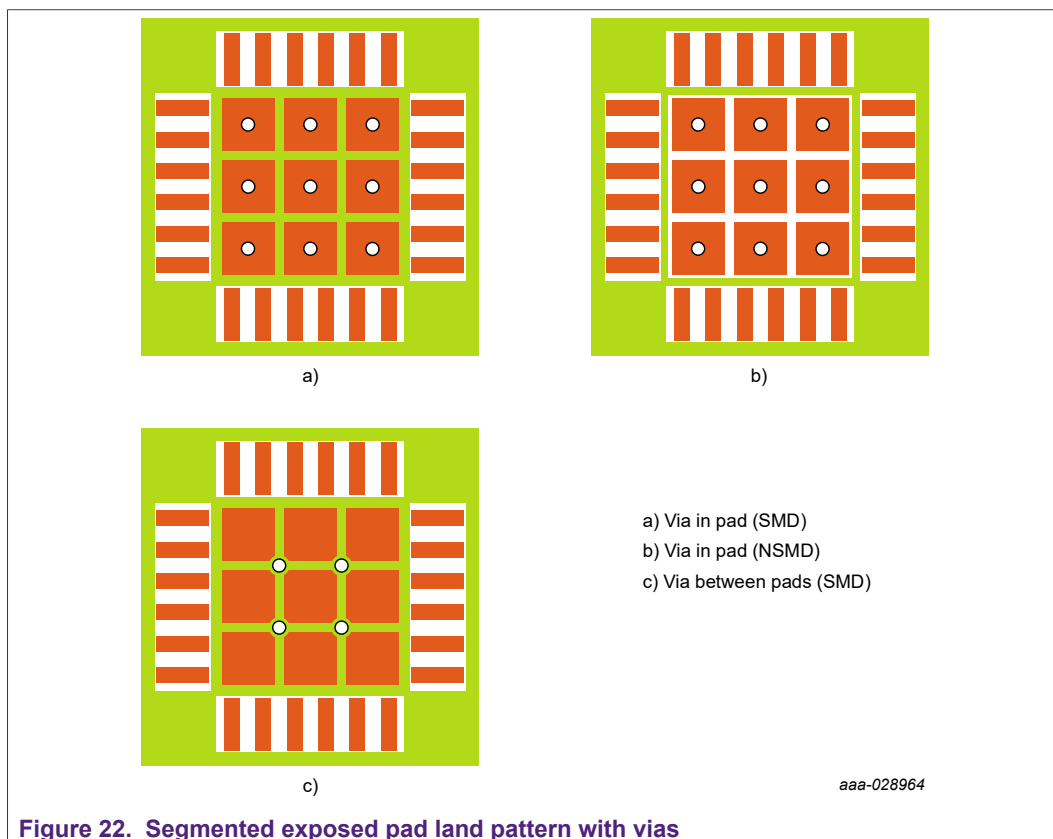 a)
b)
c)
a) Via in pad (SMD)
b) Via in pad (NSMD)
c) Via between pads (SMD)
aaa-028964
Figure 22. Segmented exposed pad land pattern with vias